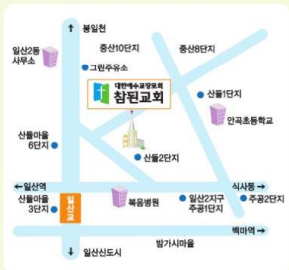 ↑ 봉일천
일산2동
사무소
중산10단지
중산8단지
그린주유소
대한예수교장로회
참된교회
산들1단지
안곡초등학교
산들마을
6단지
산들2단지
←일산역
식사동→
산들마을
3단지
일산교
복음병원
일산2지구
주공1단지
주공2단지
백마역→
밤가시마을
↓ 일산신도시